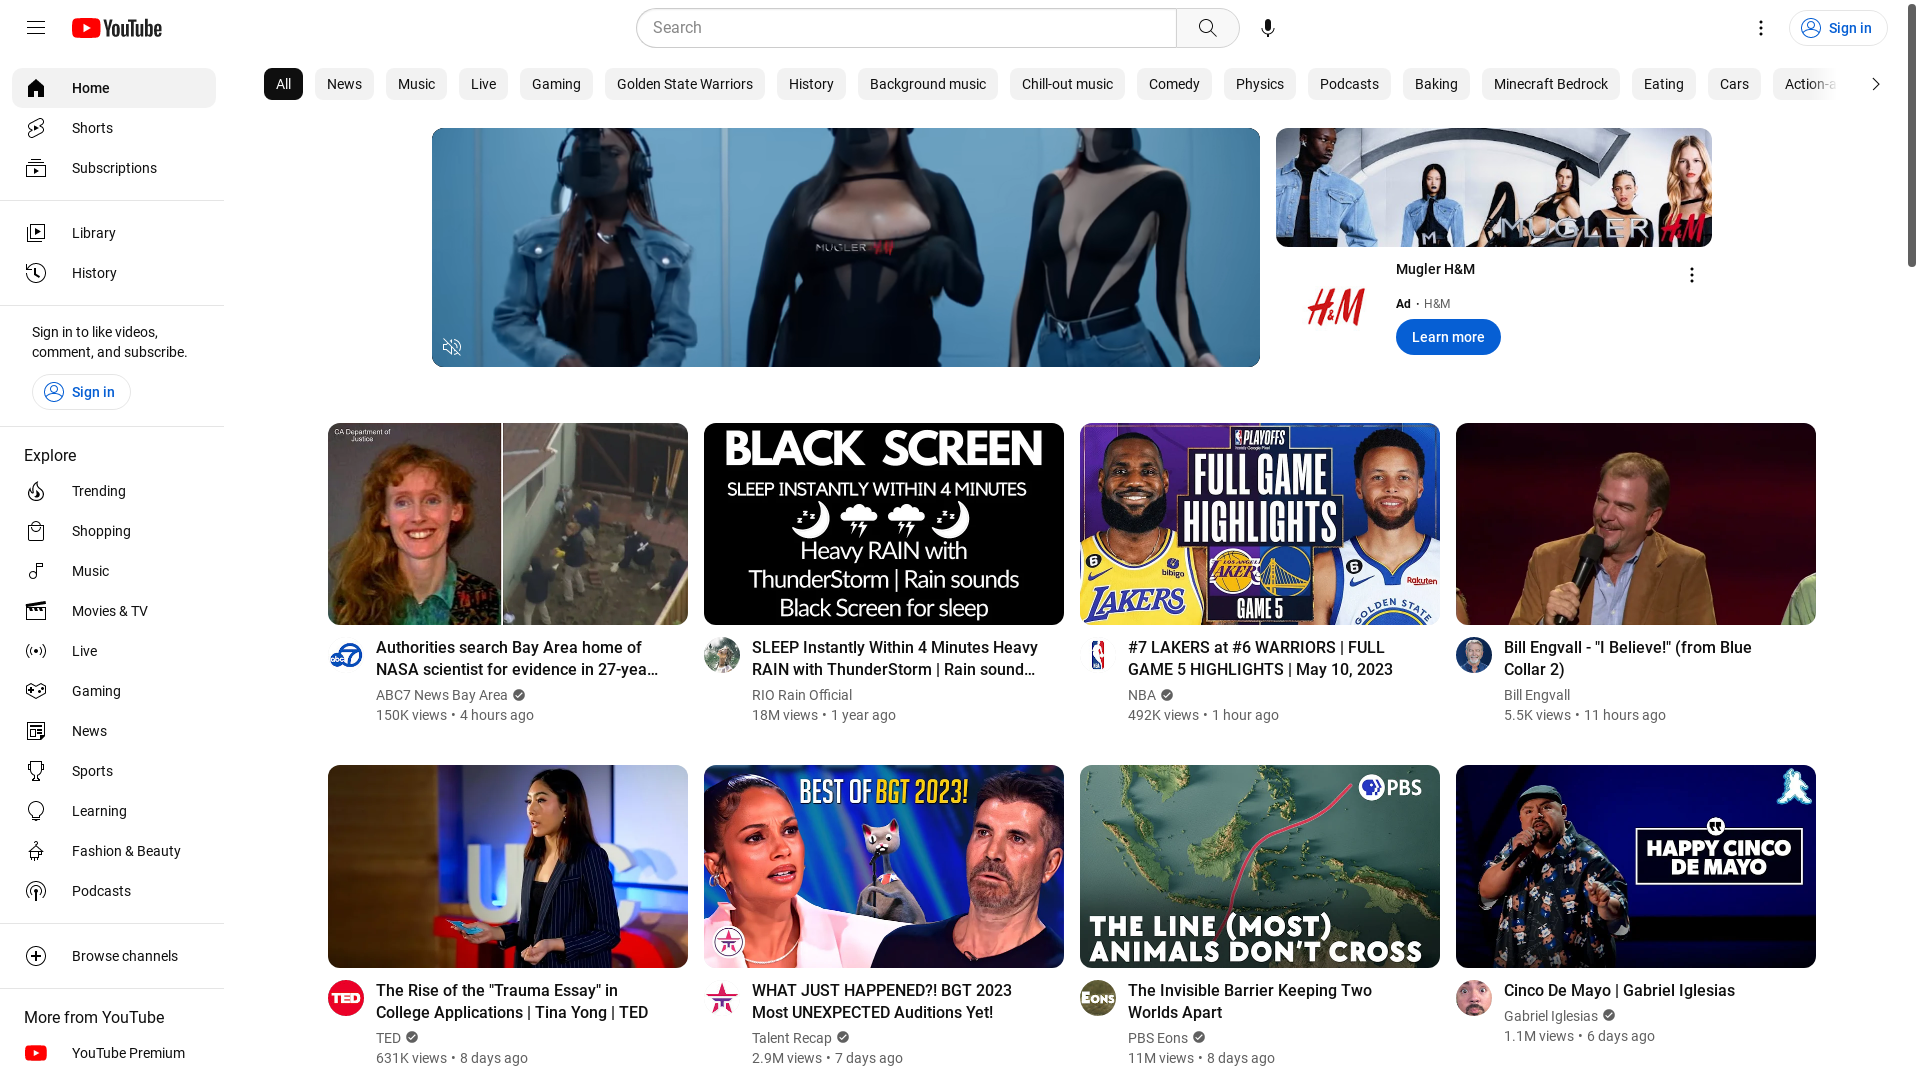 YouTube
Search
Sign in
Home
Shorts
Subscriptions
Library
History
Sign in to like videos,
comment, and subscribe.
Sign in
Explore
Trending
Shopping
Music
Movies & TV
Live
Gaming
News
Sports
Learning
Fashion & Beauty
Podcasts
Browse channels
More from YouTube
YouTube Premium
All
News
Music
Live
Gaming
Golden State Warriors
History
Background music
Chill-out music
Comedy
Physics
Podcasts
Baking
Minecraft Bedrock
Eating
Cars
Action-a
MUGLER H&M
MUGLER H&M
H&M
Mugler H&M
Ad • H&M
Learn more
CA Department of
Justice
abc7
Authorities search Bay Area home of
NASA scientist for evidence in 27-yea...
ABC7 News Bay Area
150K views • 4 hours ago
BLACK SCREEN
SLEEP INSTANTLY WITHIN 4 MINUTES
Heavy RAIN with
ThunderStorm | Rain sounds
Black Screen for sleep
SLEEP Instantly Within 4 Minutes Heavy
RAIN with ThunderStorm | Rain sound...
RIO Rain Official
18M views • 1 year ago
PLAYOFFS
FULL GAME
HIGHLIGHTS
6
bibigo
LAKERS
LOS ANGELES
LAKERS
GAME 5
6
Rakuten
GOLDEN STATE
#7 LAKERS at #6 WARRIORS | FULL
GAME 5 HIGHLIGHTS | May 10, 2023
NBA
492K views • 1 hour ago
Bill Engvall - "I Believe!" (from Blue
Collar 2)
Bill Engvall
5.5K views • 11 hours ago
TED
The Rise of the "Trauma Essay" in
College Applications | Tina Yong | TED
TED
631K views • 8 days ago
BEST OF BGT 2023!
WHAT JUST HAPPENED?! BGT 2023
Most UNEXPECTED Auditions Yet!
Talent Recap
2.9M views • 7 days ago
PBS
THE LINE (MOST)
ANIMALS DON'T CROSS
EONS
The Invisible Barrier Keeping Two
Worlds Apart
PBS Eons
11M views • 8 days ago
HAPPY CINCO
DE MAYO
Cinco De Mayo | Gabriel Iglesias
Gabriel Iglesias
1.1M views • 6 days ago